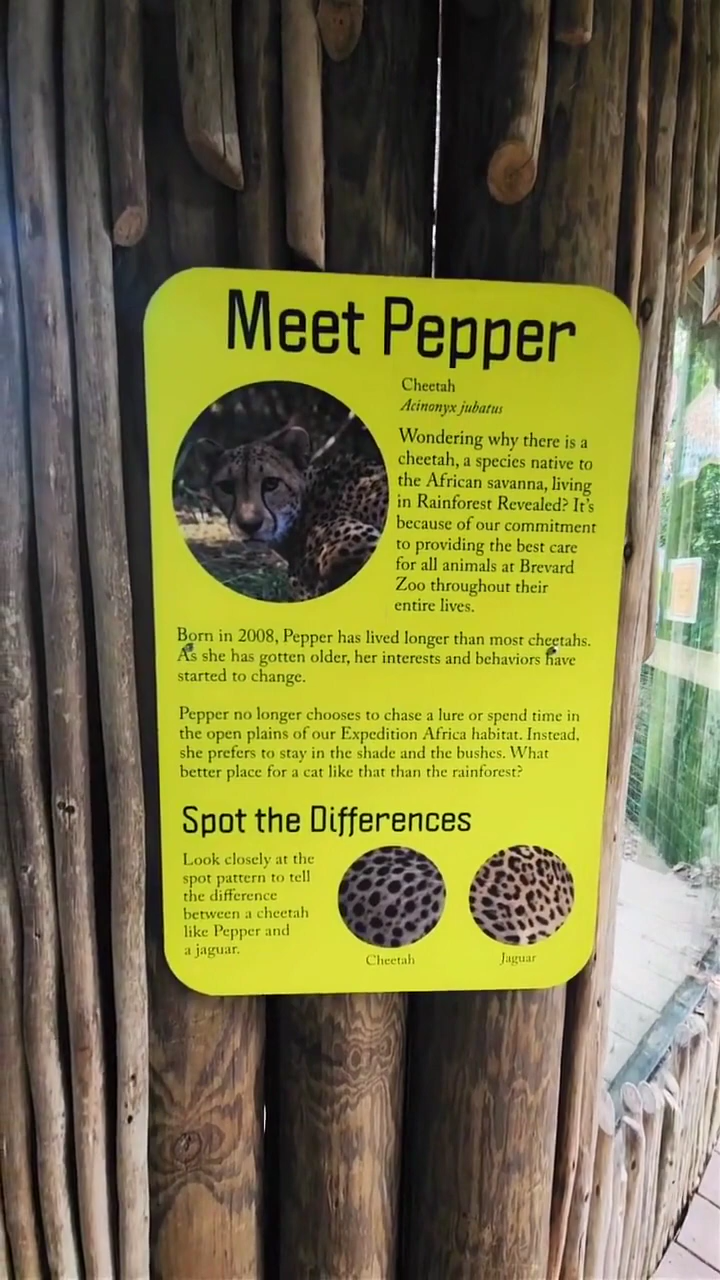 Meet Pepper
Cheetah
Acinonyx jubatus
Wondering why there is a
cheetah, a species native to
the African savanna, living
in Rainforest Revealed? It's
because of our commitment
to providing the best care
for all animals at Brevard
Zoo throughout their
entire lives.
Born in 2008, Pepper has lived longer than most cheetahs.
As she has gotten older, her interests and behaviors have
started to change.
Pepper no longer chooses to chase a lure or spend time in
the open plains of our Expedition Africa habitat. Instead,
she prefers to stay in the shade and the bushes. What
better place for a cat like that than the rainforest?
Spot the Differences
Look closely at the
spot pattern to tell
the difference
between a cheetah
like Pepper and
a jaguar.
Cheetah
Jaguar